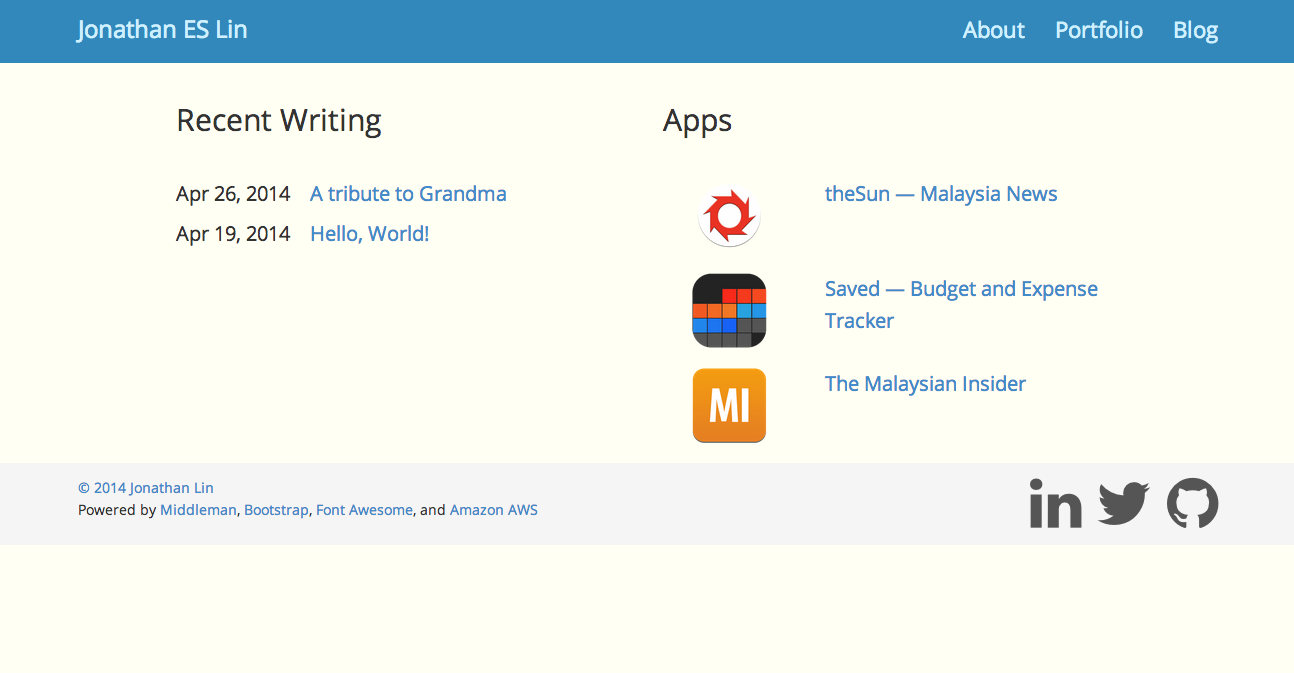 Jonathan ES Lin
About Portfolio Blog
Recent Writing
Apr 26, 2014 A tribute to Grandma
Apr 19, 2014 Hello, World!
Apps
theSun — Malaysia News
Saved — Budget and Expense
Tracker
MI
The Malaysian Insider
© 2014 Jonathan Lin
Powered by Middleman, Bootstrap, Font Awesome, and Amazon AWS
in